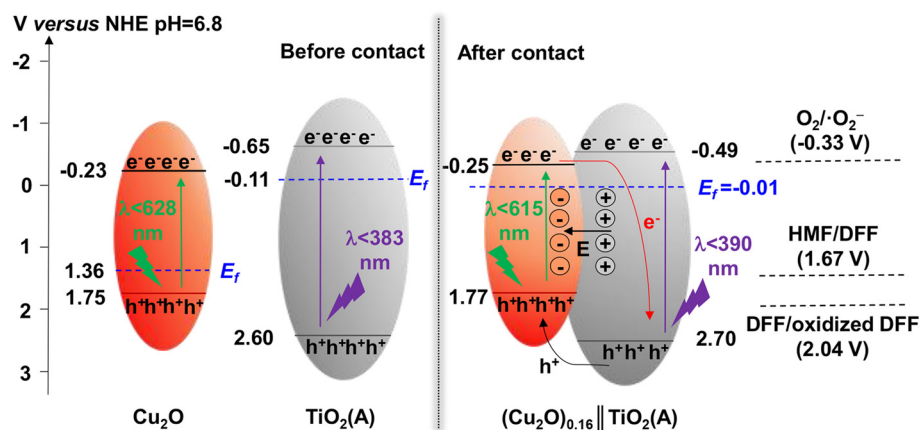 V versus NHE pH=6.8
-2
-1
0
1
2
3
Before contact
-0.23
e⁻e⁻e⁻e⁻
λ<628
nm
1.36
E_f
1.75
h⁺h⁺h⁺h⁺
Cu₂O
-0.65
e⁻e⁻e⁻e⁻
-0.11
E_f
λ<383
nm
2.60
h⁺h⁺h⁺h⁺
TiO₂(A)
After contact
-0.25
e⁻ e⁻ e⁻
λ<615
nm
1.77
h⁺h⁺h⁺h⁺
- - - -
E
+ + + +
e⁻
h⁺
e⁻ e⁻ e⁻ e⁻
-0.49
E_f=-0.01
λ<390
nm
2.70
h⁺h⁺ h⁺
(Cu₂O)₀.₁₆||TiO₂(A)
O₂/·O₂⁻
(-0.33 V)
HMF/DFF
(1.67 V)
DFF/oxidized DFF
(2.04 V)